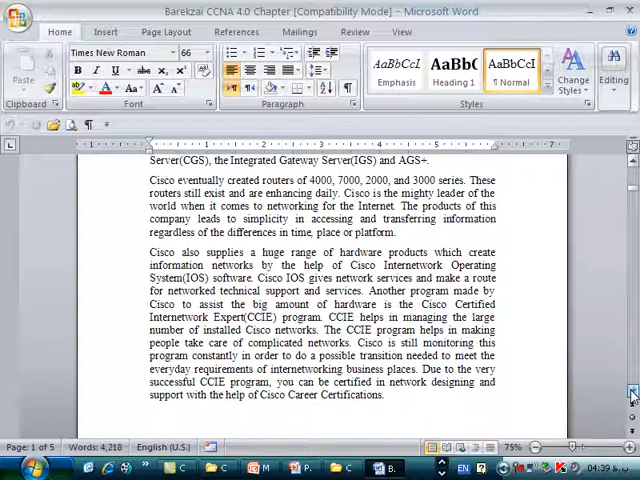 Barekzai CCNA 4.0 Chapter [Compatibility Mode] - Microsoft Word
Home Insert Page Layout References Mailings Review View
Times New Roman 66
Paste
Clipboard Font Paragraph Styles
AaBbCcI AaBbC AaBbCcI
Emphasis Heading 1 ¶ Normal
Change Styles
Editing
Server(CGS), the Integrated Gateway Server(IGS) and AGS+.
Cisco eventually created routers of 4000, 7000, 2000, and 3000 series. These
routers still exist and are enhancing daily. Cisco is the mighty leader of the
world when it comes to networking for the Internet. The products of this
company leads to simplicity in accessing and transferring information
regardless of the differences in time, place or platform.
Cisco also supplies a huge range of hardware products which create
information networks by the help of Cisco Internetwork Operating
System(IOS) software. Cisco IOS gives network services and make a route
for networked technical support and services. Another program made by
Cisco to assist the big amount of hardware is the Cisco Certified
Internetwork Expert(CCIE) program. CCIE helps in managing the large
number of installed Cisco networks. The CCIE program helps in making
people take care of complicated networks. Cisco is still monitoring this
program constantly in order to do a possible transition needed to meet the
everyday requirements of internetworking business places. Due to the very
successful CCIE program, you can be certified in network designing and
support with the help of Cisco Career Certifications.
Page: 1 of 5 Words: 4,218 English (U.S.) 75%
C C M P. C B. EN